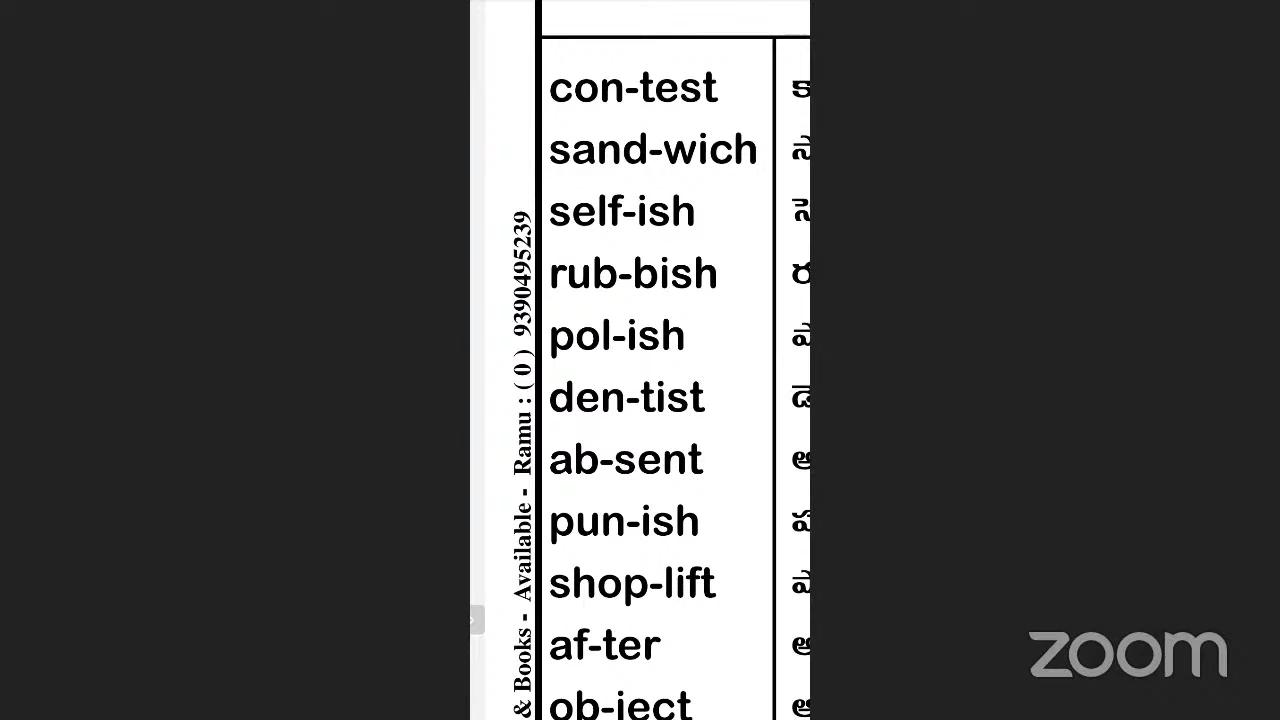 con-test
sand-wich
self-ish
rub-bish
pol-ish
den-tist
ab-sent
pun-ish
shop-lift
af-ter
ob-ject
& Books - Available - Ramu : ( 0 ) 9390495239
zoom